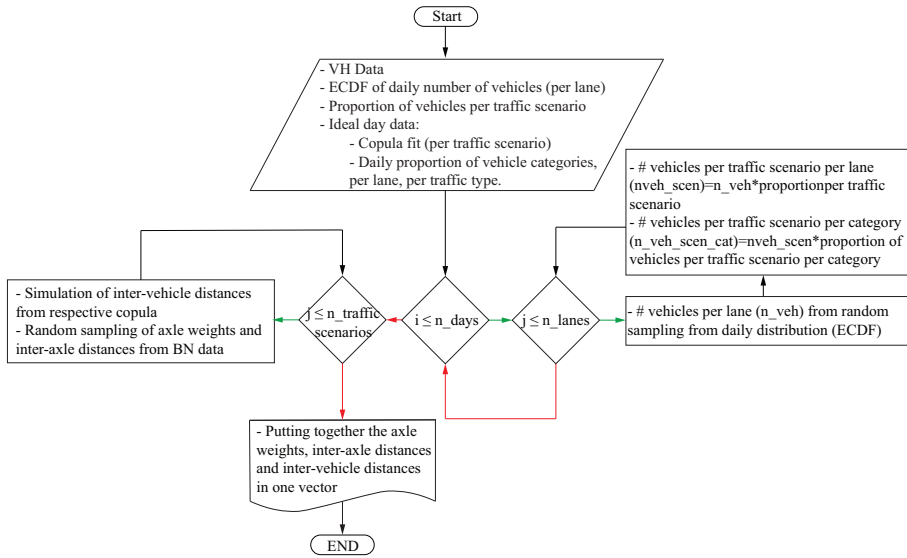 Start
- VH Data
- ECDF of daily number of vehicles (per lane)
- Proportion of vehicles per traffic scenario
- Ideal day data:
- Copula fit (per traffic scenario)
- Daily proportion of vehicle categories,
per lane, per traffic type.
- # vehicles per traffic scenario per lane
(nveh_scen)=n_veh*proportionper traffic
scenario
- # vehicles per traffic scenario per category
(n_veh_scen_cat)=nveh_scen*proportion of
vehicles per traffic scenario per category
- Simulation of inter-vehicle distances
from respective copula
- Random sampling of axle weights and
inter-axle distances from BN data
j ≤ n_traffic
scenarios
i ≤ n_days
j ≤ n_lanes
- # vehicles per lane (n_veh) from random
sampling from daily distribution (ECDF)
- Putting together the axle
weights, inter-axle distances
and inter-vehicle distances
in one vector
END